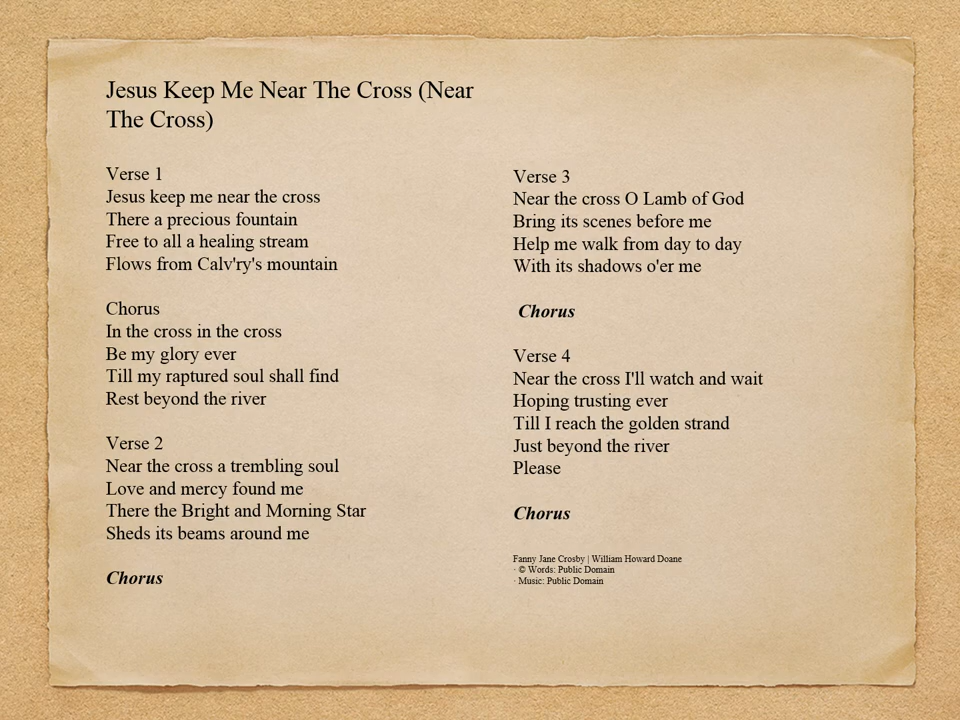 Jesus Keep Me Near The Cross (Near
The Cross)
Verse 1
Jesus keep me near the cross
There a precious fountain
Free to all a healing stream
Flows from Calv'ry's mountain
Chorus
In the cross in the cross
Be my glory ever
Till my raptured soul shall find
Rest beyond the river
Verse 2
Near the cross a trembling soul
Love and mercy found me
There the Bright and Morning Star
Sheds its beams around me
Chorus
Verse 3
Near the cross O Lamb of God
Bring its scenes before me
Help me walk from day to day
With its shadows o'er me
Chorus
Verse 4
Near the cross I'll watch and wait
Hoping trusting ever
Till I reach the golden strand
Just beyond the river
Please
Chorus
Fanny Jane Crosby | William Howard Doane
· © Words: Public Domain
· Music: Public Domain